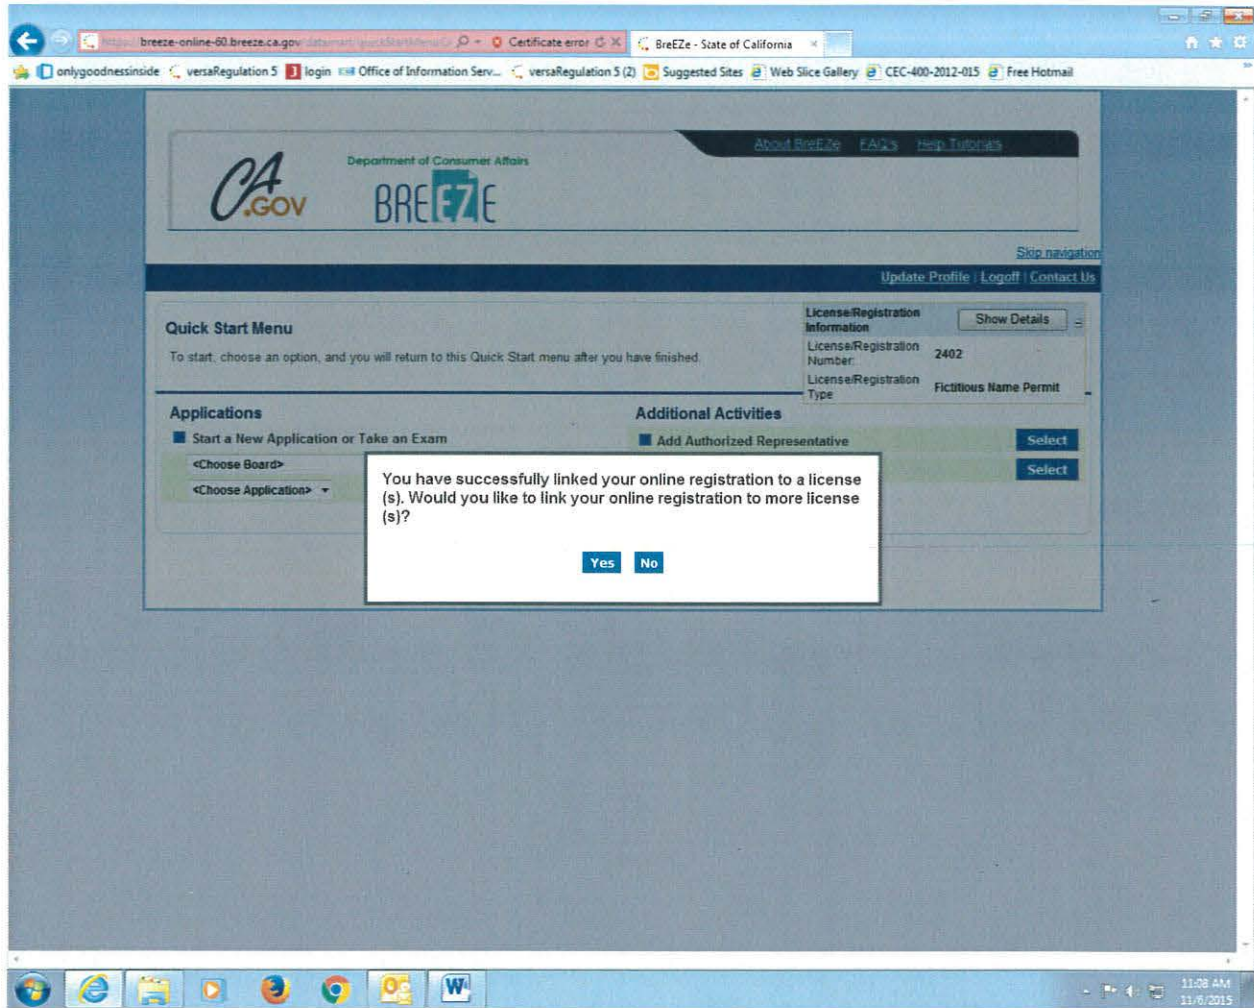 breeze-online-60.breeze.ca.gov
Certificate error
BreEZe - State of California
onlygoodnessinside
versaRegulation 5
login
Office of Information Serv...
versaRegulation 5 (2)
Suggested Sites
Web Slice Gallery
CEC-400-2012-015
Free Hotmail
About BreEZe FAQ's Help Tutorials
CA.GOV
Department of Consumer Affairs
BREEZE
Skip navigation
Update Profile | Logoff | Contact Us
Quick Start Menu
To start, choose an option, and you will return to this Quick Start menu after you have finished.
License/Registration Information
Show Details
License/Registration Number: 2402
License/Registration Type Fictitious Name Permit
Applications
Start a New Application or Take an Exam
<Choose Board>
<Choose Application>
Additional Activities
Add Authorized Representative Select
Select
You have successfully linked your online registration to a license
(s). Would you like to link your online registration to more license
(s)?
Yes No
11:08 AM
11/6/2015